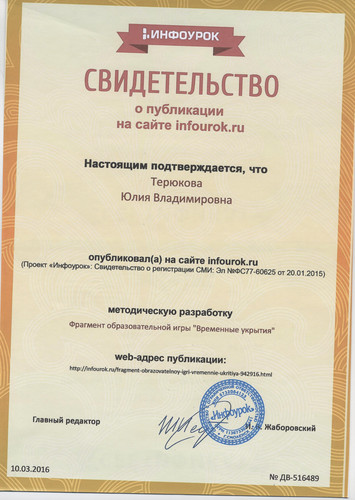 ИНФОУРОК
СВИДЕТЕЛЬСТВО
о публикации
на сайте infourok.ru
Настоящим подтверждается, что
Терюкова
Юлия Владимировна
опубликовал(а) на сайте infourok.ru
(Проект «Инфоурок»: Свидетельство о регистрации СМИ: Эл №ФС77-60625 от 20.01.2015)
методическую разработку
Фрагмент образовательной игры "Временные укрытия"
web-адрес публикации:
http://infourok.ru/fragment-obrazovatelnoy-igri-vremennie-ukritiya-942916.html
Главный редактор
«Инфоурок»
Жаборовский
10.03.2016
№ ДВ-516489